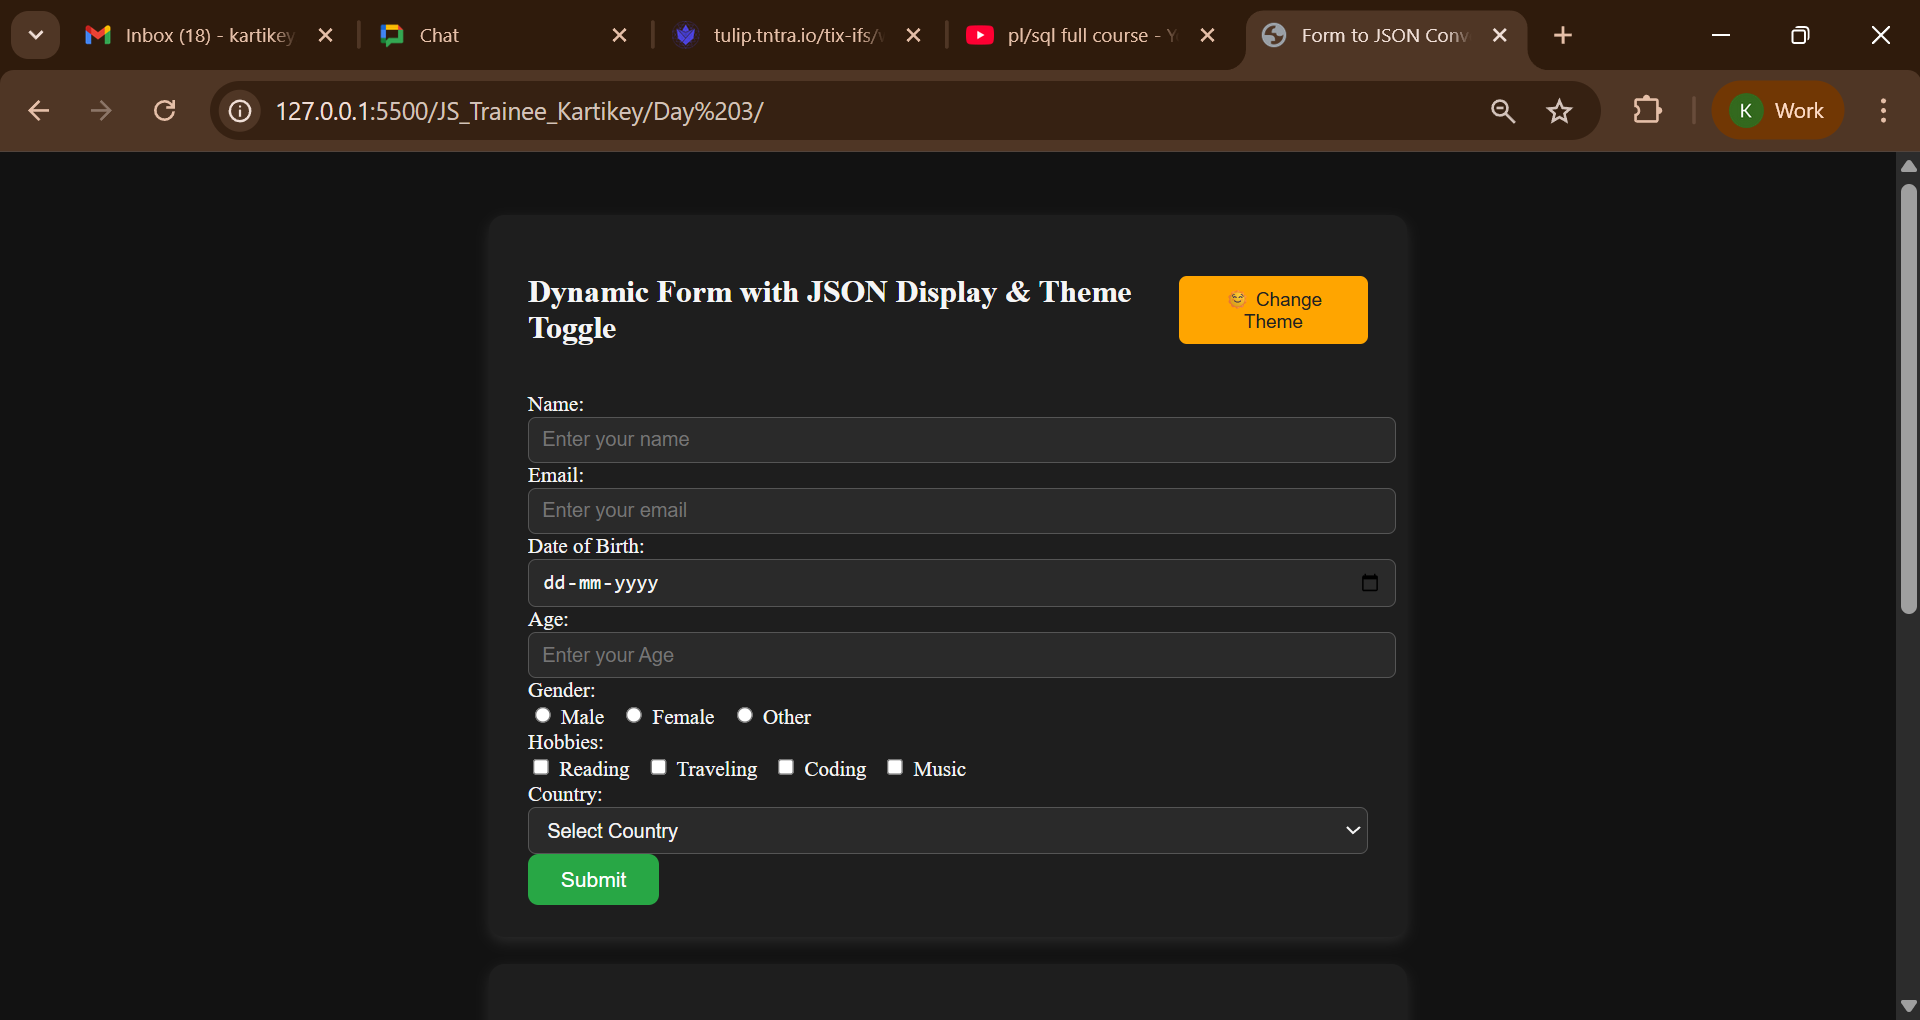 Inbox (18) - kartikey
Chat
tulip.tntra.io/tix-ifs/
pl/sql full course -
Form to JSON Conv
127.0.0.1:5500/JS_Trainee_Kartikey/Day%203/
K
Work
Dynamic Form with JSON Display & Theme
Toggle
😊 Change
Theme
Name:
Enter your name
Email:
Enter your email
Date of Birth:
dd-mm-yyyy
Age:
Enter your Age
Gender:
Male Female Other
Hobbies:
Reading Traveling Coding Music
Country:
Select Country
Submit